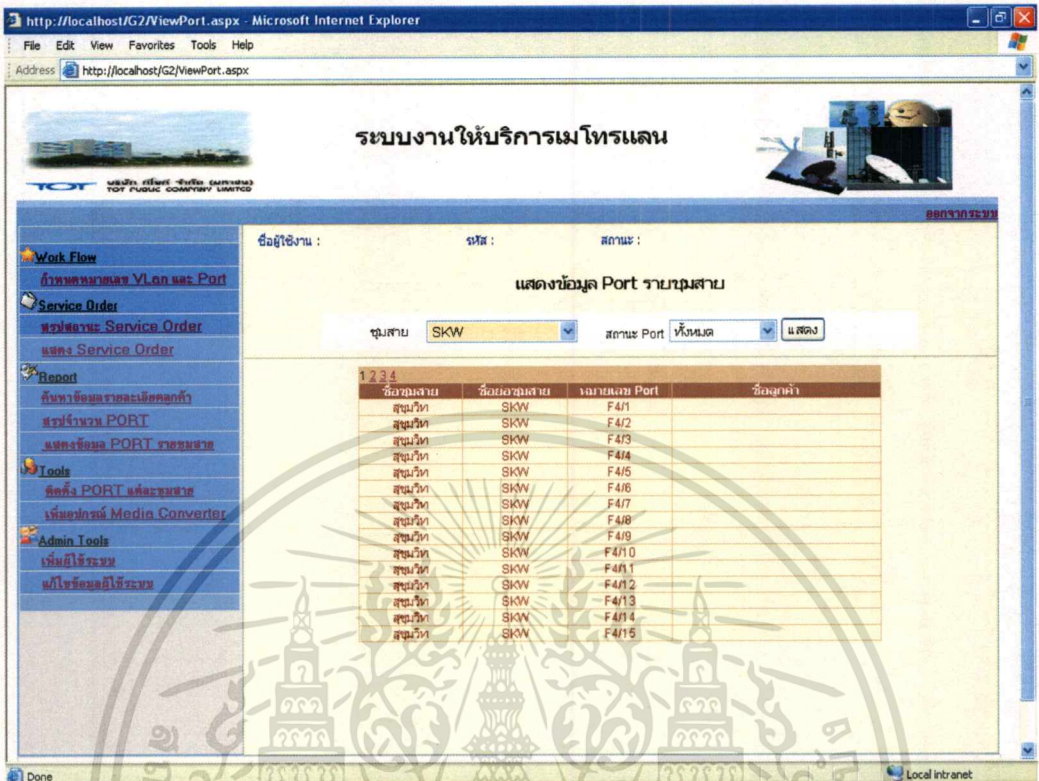 http://localhost/G2/ViewPort.aspx - Microsoft Internet Explorer
File Edit View Favorites Tools Help
Address http://localhost/G2/ViewPort.aspx
ระบบงานให้บริการเมโทรแลน
TOT บริษัท ทีโอที จำกัด (มหาชน)
TOT PUBLIC COMPANY LIMITED
ออกจากระบบ
ชื่อผู้ใช้งาน : รหัส : สถานะ :
Work Flow
กำหนดหมายเลข VLan และ Port
Service Order
สรุปสถานะ Service Order
แสดง Service Order
Report
ค้นหาข้อมูลรายละเอียดลูกค้า
สรุปจำนวน PORT
แสดงข้อมูล PORT รายชุมสาย
Tools
ติดตั้ง PORT แต่ละชุมสาย
เพิ่มอุปกรณ์ Media Converter
Admin Tools
เพิ่มผู้ใช้ระบบ
แก้ไขข้อมูลผู้ใช้ระบบ
แสดงข้อมูล Port รายชุมสาย
ชุมสาย SKW สถานะ Port ทั้งหมด แสดง
1 2 3 4
ชื่อชุมสาย ชื่อย่อชุมสาย หมายเลข Port ชื่อลูกค้า
สุขุมวิท SKW F4/1
สุขุมวิท SKW F4/2
สุขุมวิท SKW F4/3
สุขุมวิท SKW F4/4
สุขุมวิท SKW F4/5
สุขุมวิท SKW F4/6
สุขุมวิท SKW F4/7
สุขุมวิท SKW F4/8
สุขุมวิท SKW F4/9
สุขุมวิท SKW F4/10
สุขุมวิท SKW F4/11
สุขุมวิท SKW F4/12
สุขุมวิท SKW F4/13
สุขุมวิท SKW F4/14
สุขุมวิท SKW F4/15
Done Local intranet